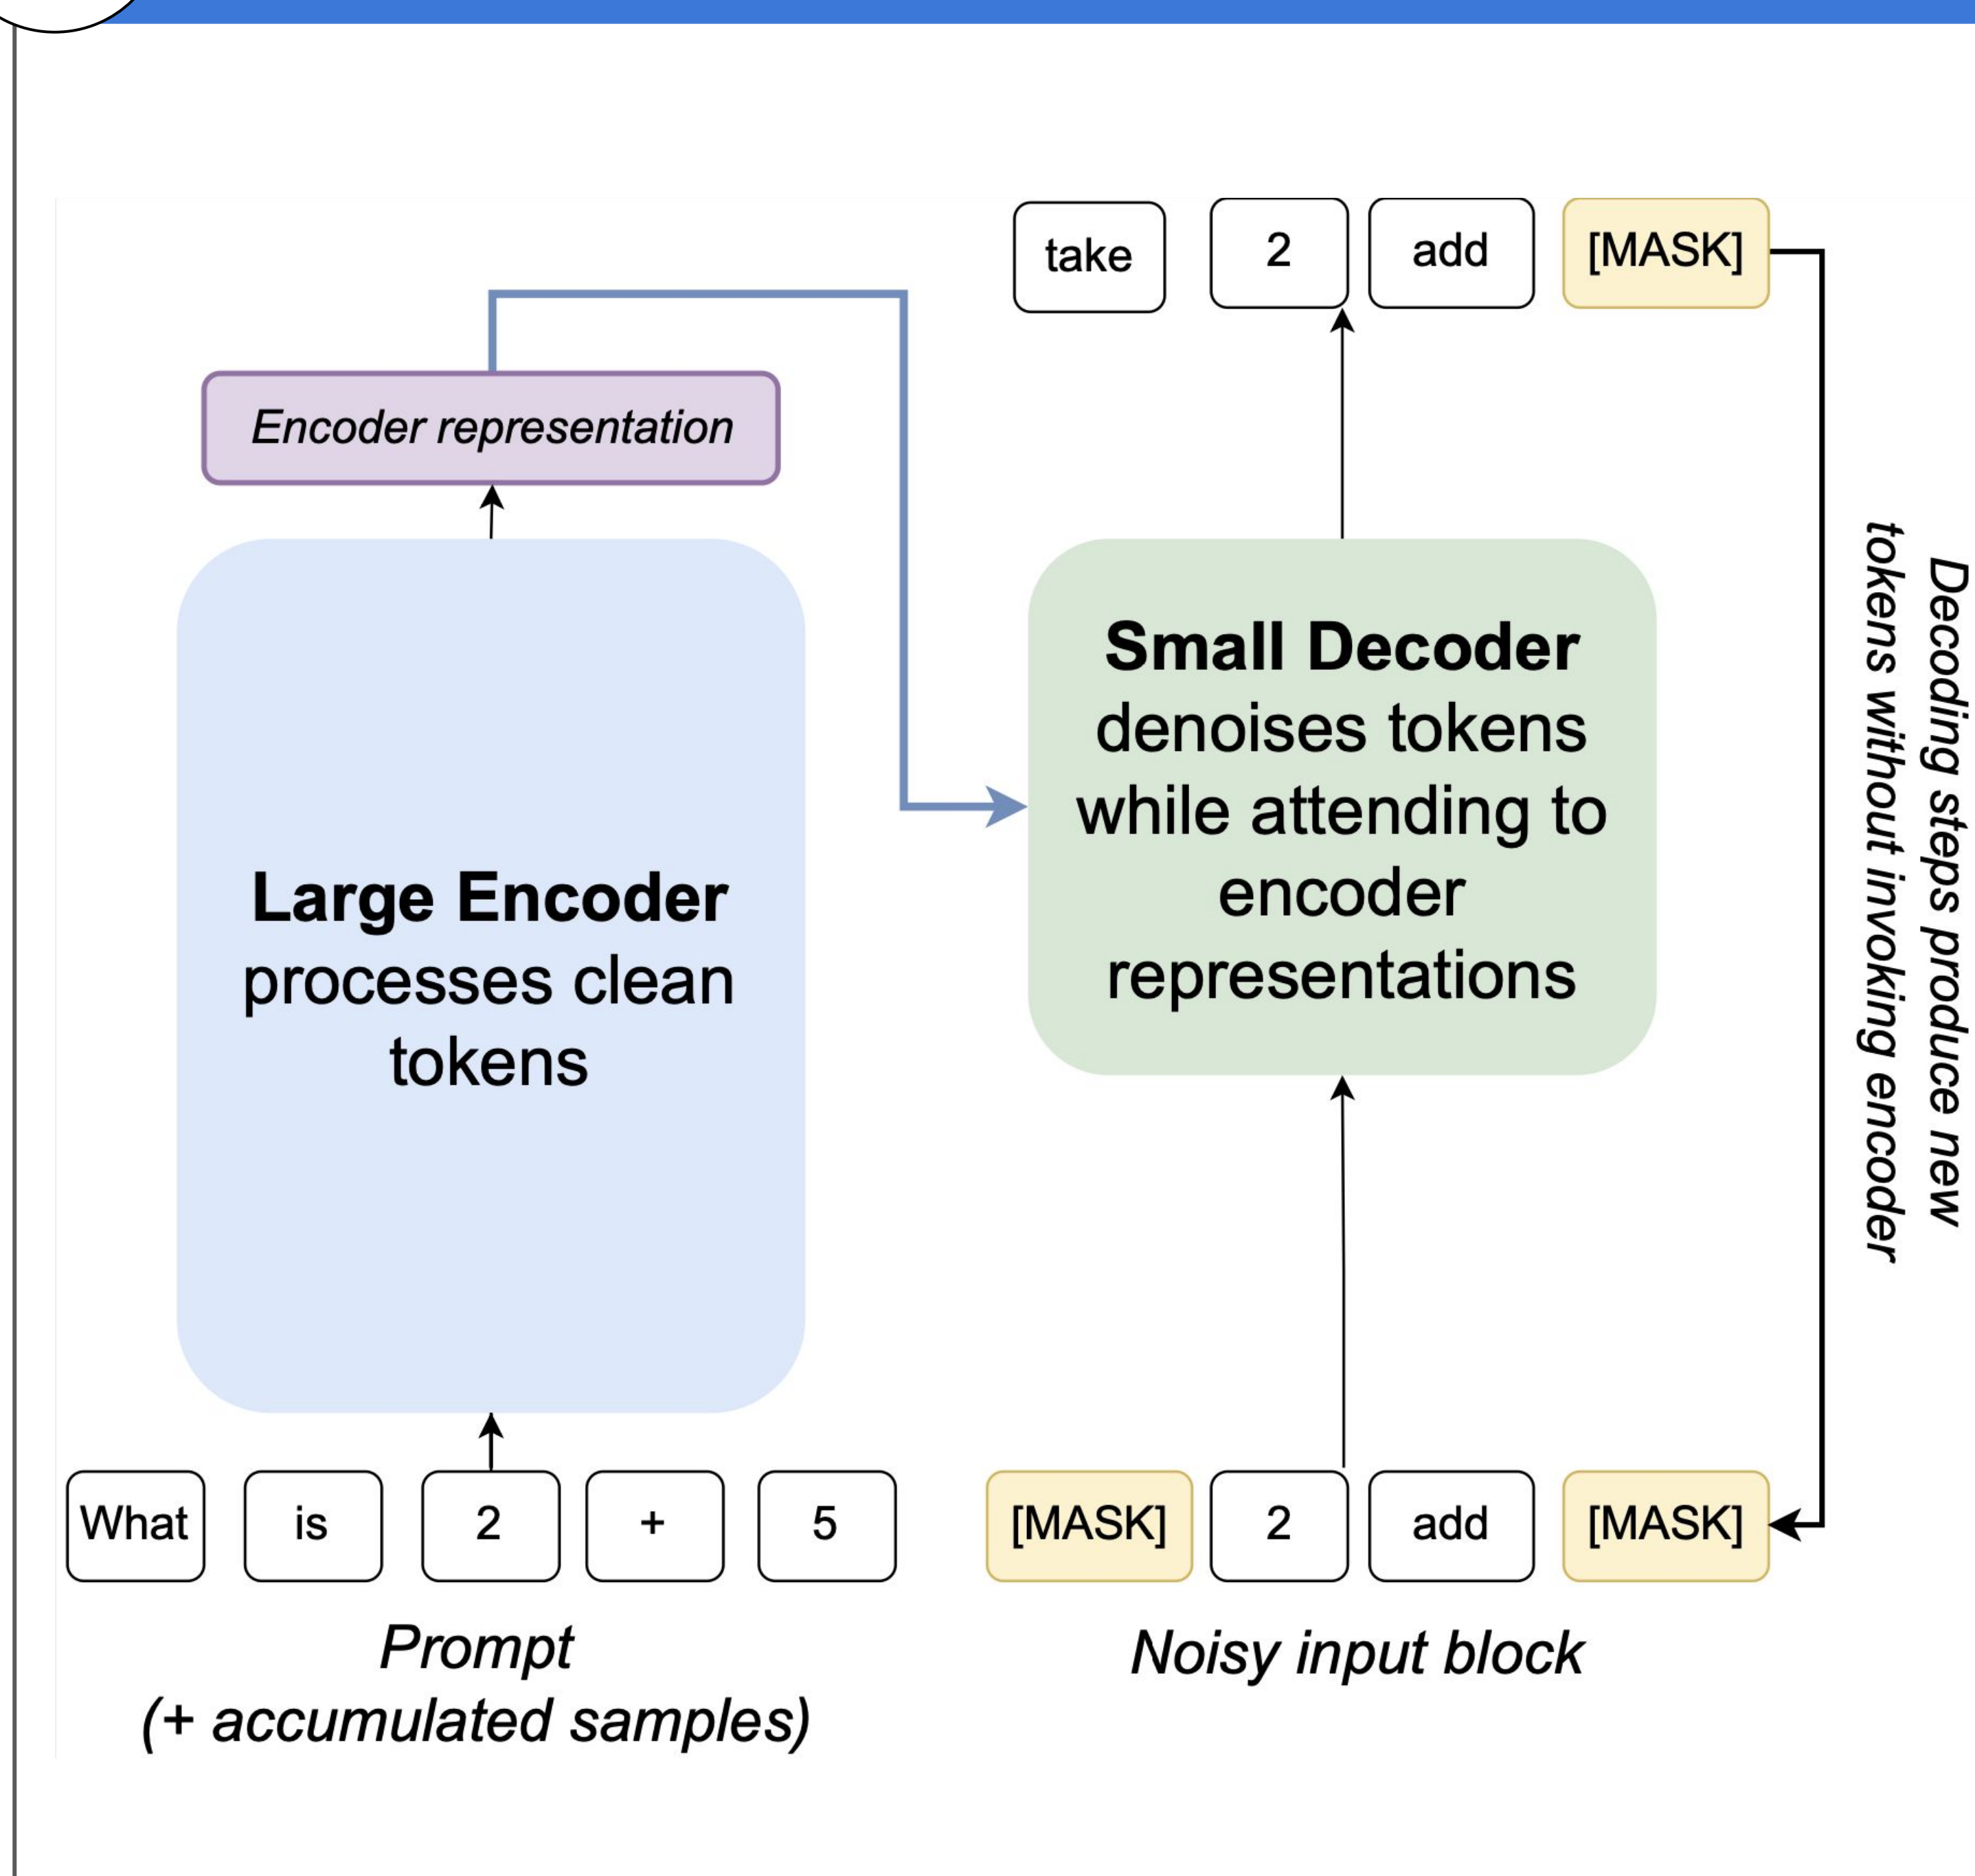 take 2 add [MASK]
Encoder representation
Large Encoder
processes clean
tokens
Small Decoder
denoises tokens
while attending to
encoder
representations
Decoding steps produce new
tokens without invoking encoder
What is 2 + 5
[MASK] 2 add [MASK]
Prompt
(+ accumulated samples)
Noisy input block